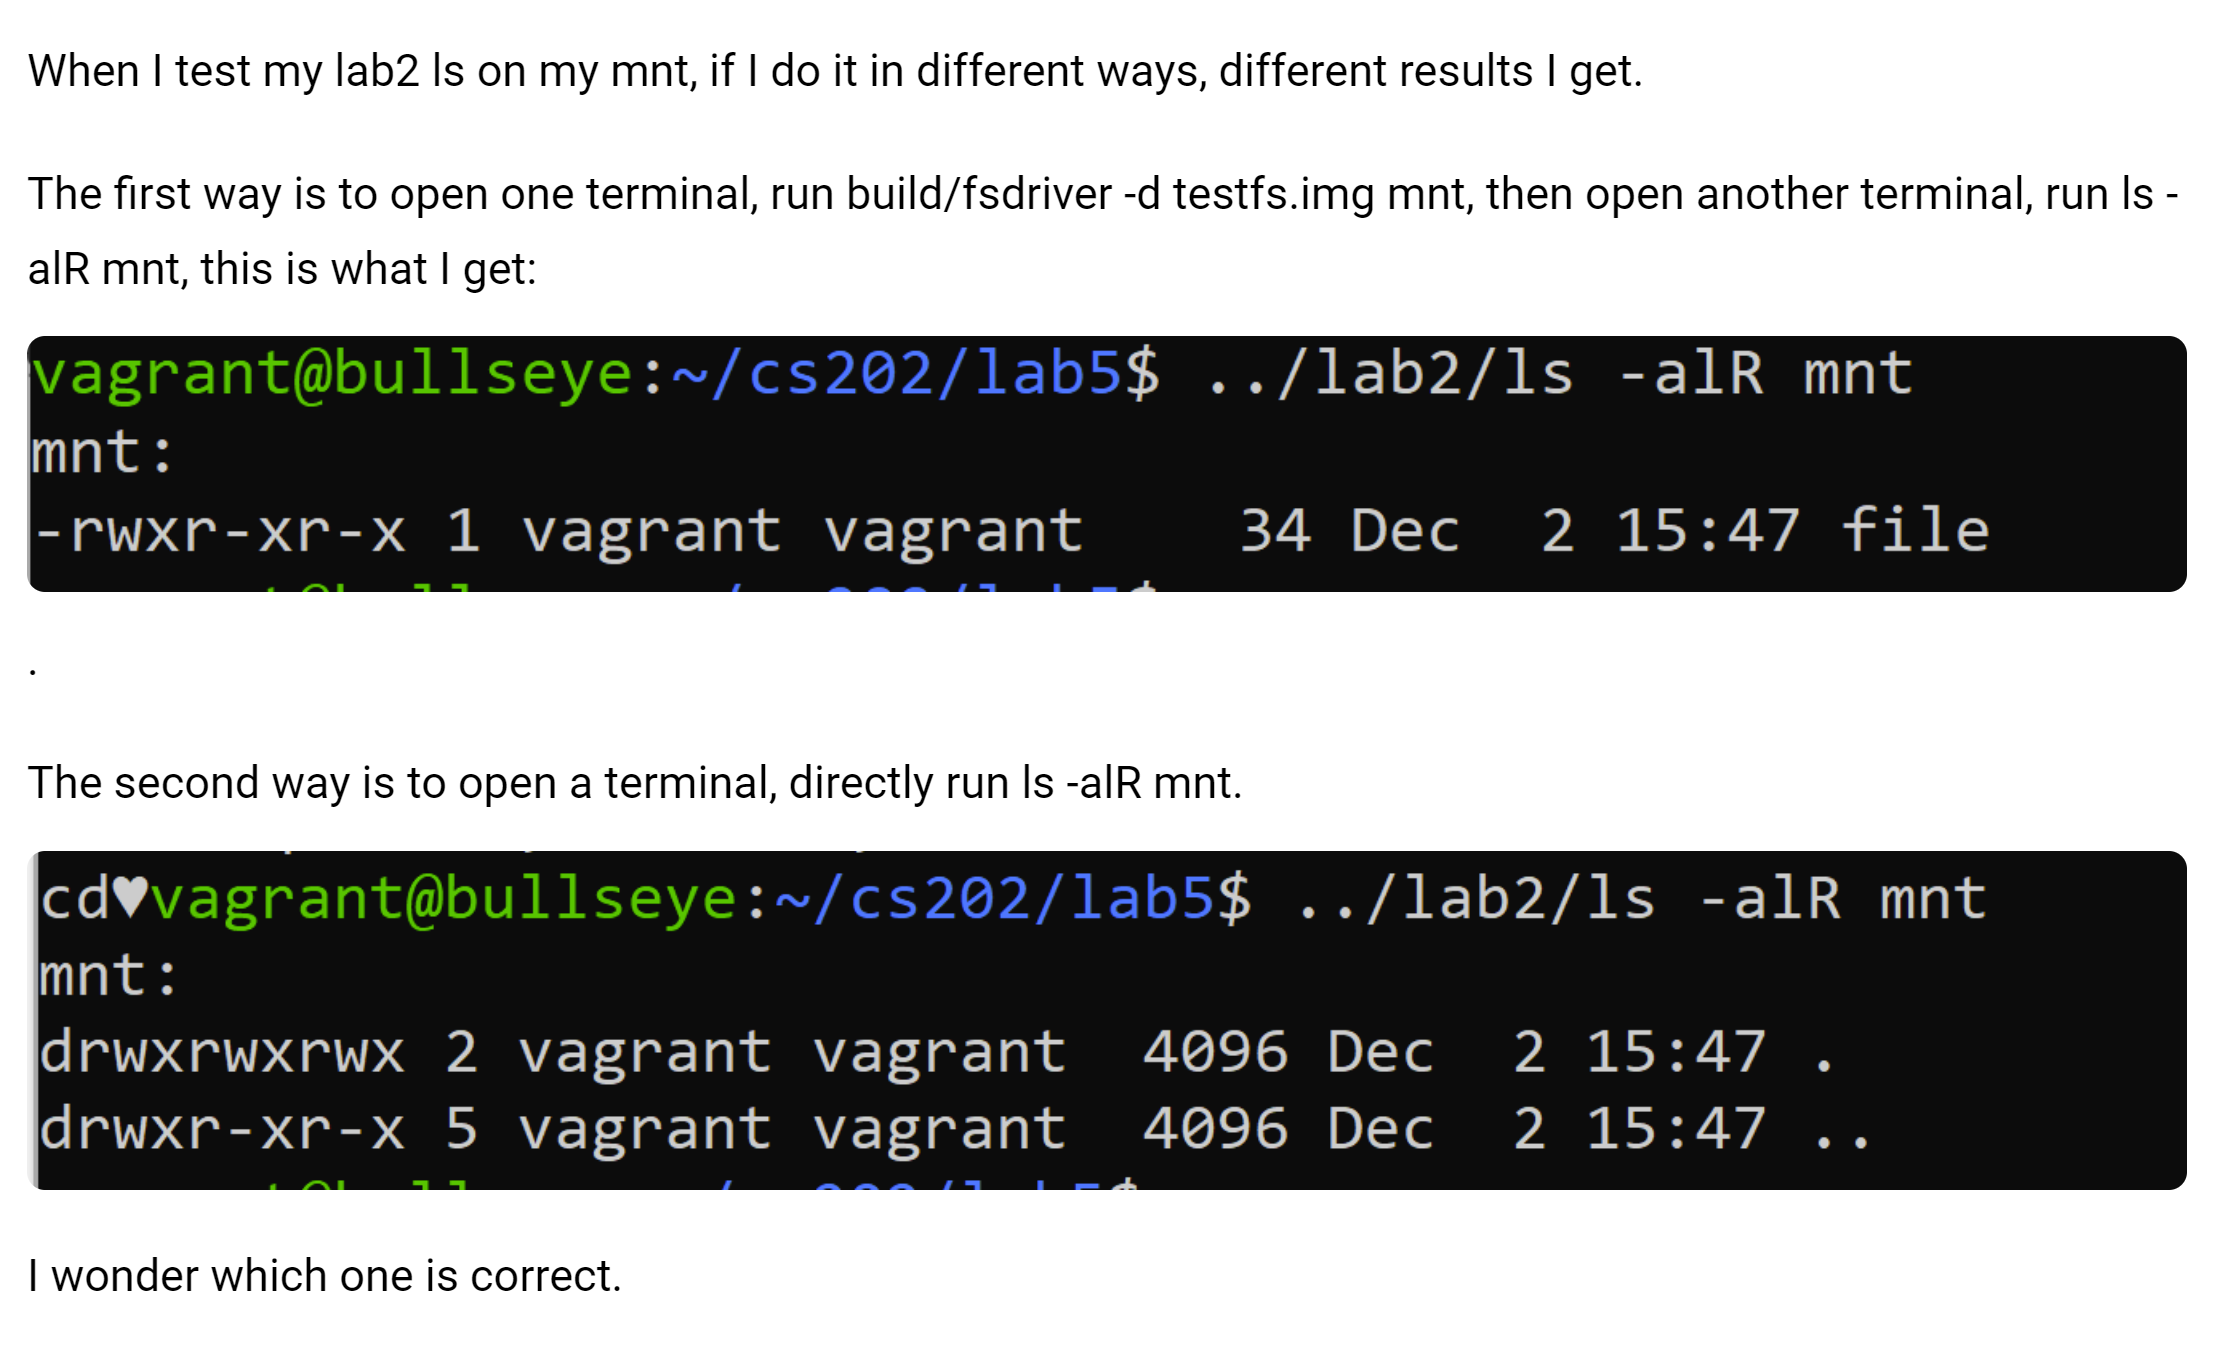 When I test my lab2 ls on my mnt, if I do it in different ways, different results I get.
The first way is to open one terminal, run build/fsdriver -d testfs.img mnt, then open another terminal, run ls -
alR mnt, this is what I get:
vagrant@bullseye:~/cs202/lab5$ ../lab2/ls -alR mnt
mnt:
-rwxr-xr-x 1 vagrant vagrant    34 Dec  2 15:47 file
.
The second way is to open a terminal, directly run ls -alR mnt.
cd♥vagrant@bullseye:~/cs202/lab5$ ../lab2/ls -alR mnt
mnt:
drwxrwxrwx 2 vagrant vagrant  4096 Dec  2 15:47 .
drwxr-xr-x 5 vagrant vagrant  4096 Dec  2 15:47 ..
I wonder which one is correct.